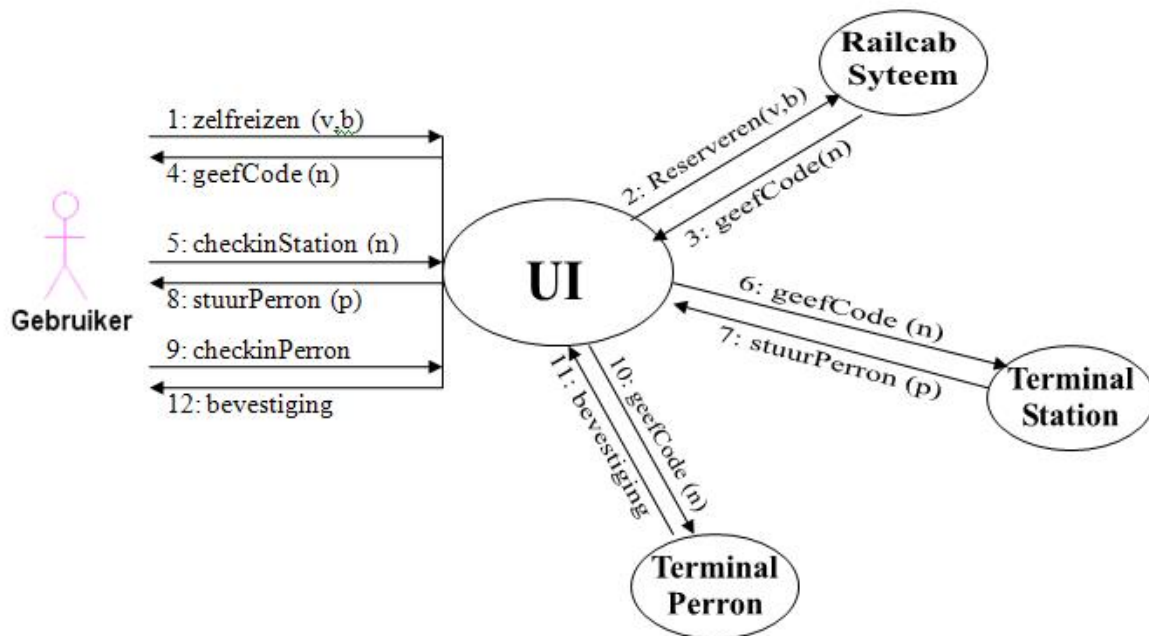 Railcab
Syteem
1: zelfreizen (v,b)
4: geefCode (n)
2: Reserveren(v,b)
3: geefCode(n)
5: checkinStation (n)
8: stuurPerron (p)
UI
6: geefCode (n)
7: stuurPerron (p)
Gebruiker
9: checkinPerron
12: bevestiging
10: geefCode (n)
11: bevestiging
Terminal
Station
Terminal
Perron